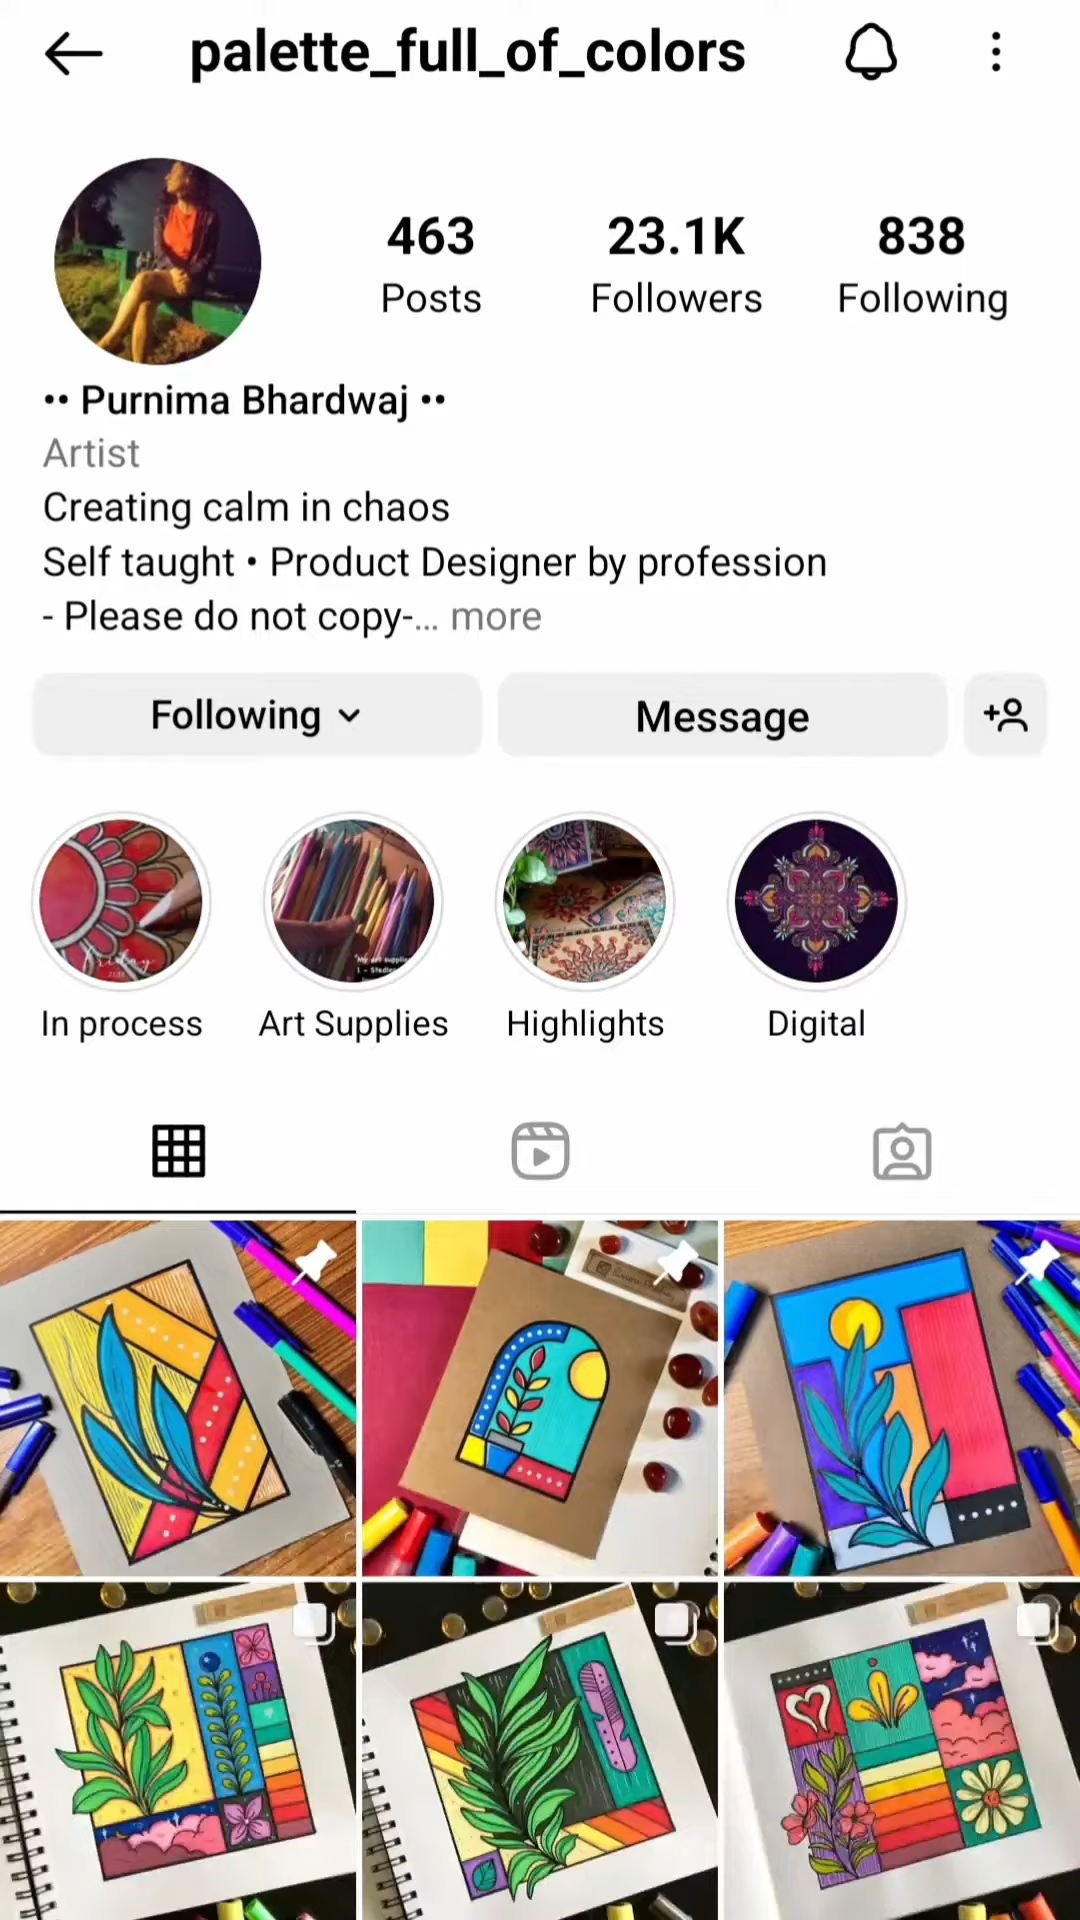 palette_full_of_colors
463
23.1K
838
Posts
Followers
Following
•• Purnima Bhardwaj ••
Artist
Creating calm in chaos
Self taught • Product Designer by profession
- Please do not copy-... more
Following
Message
In process
Art Supplies
Highlights
Digital